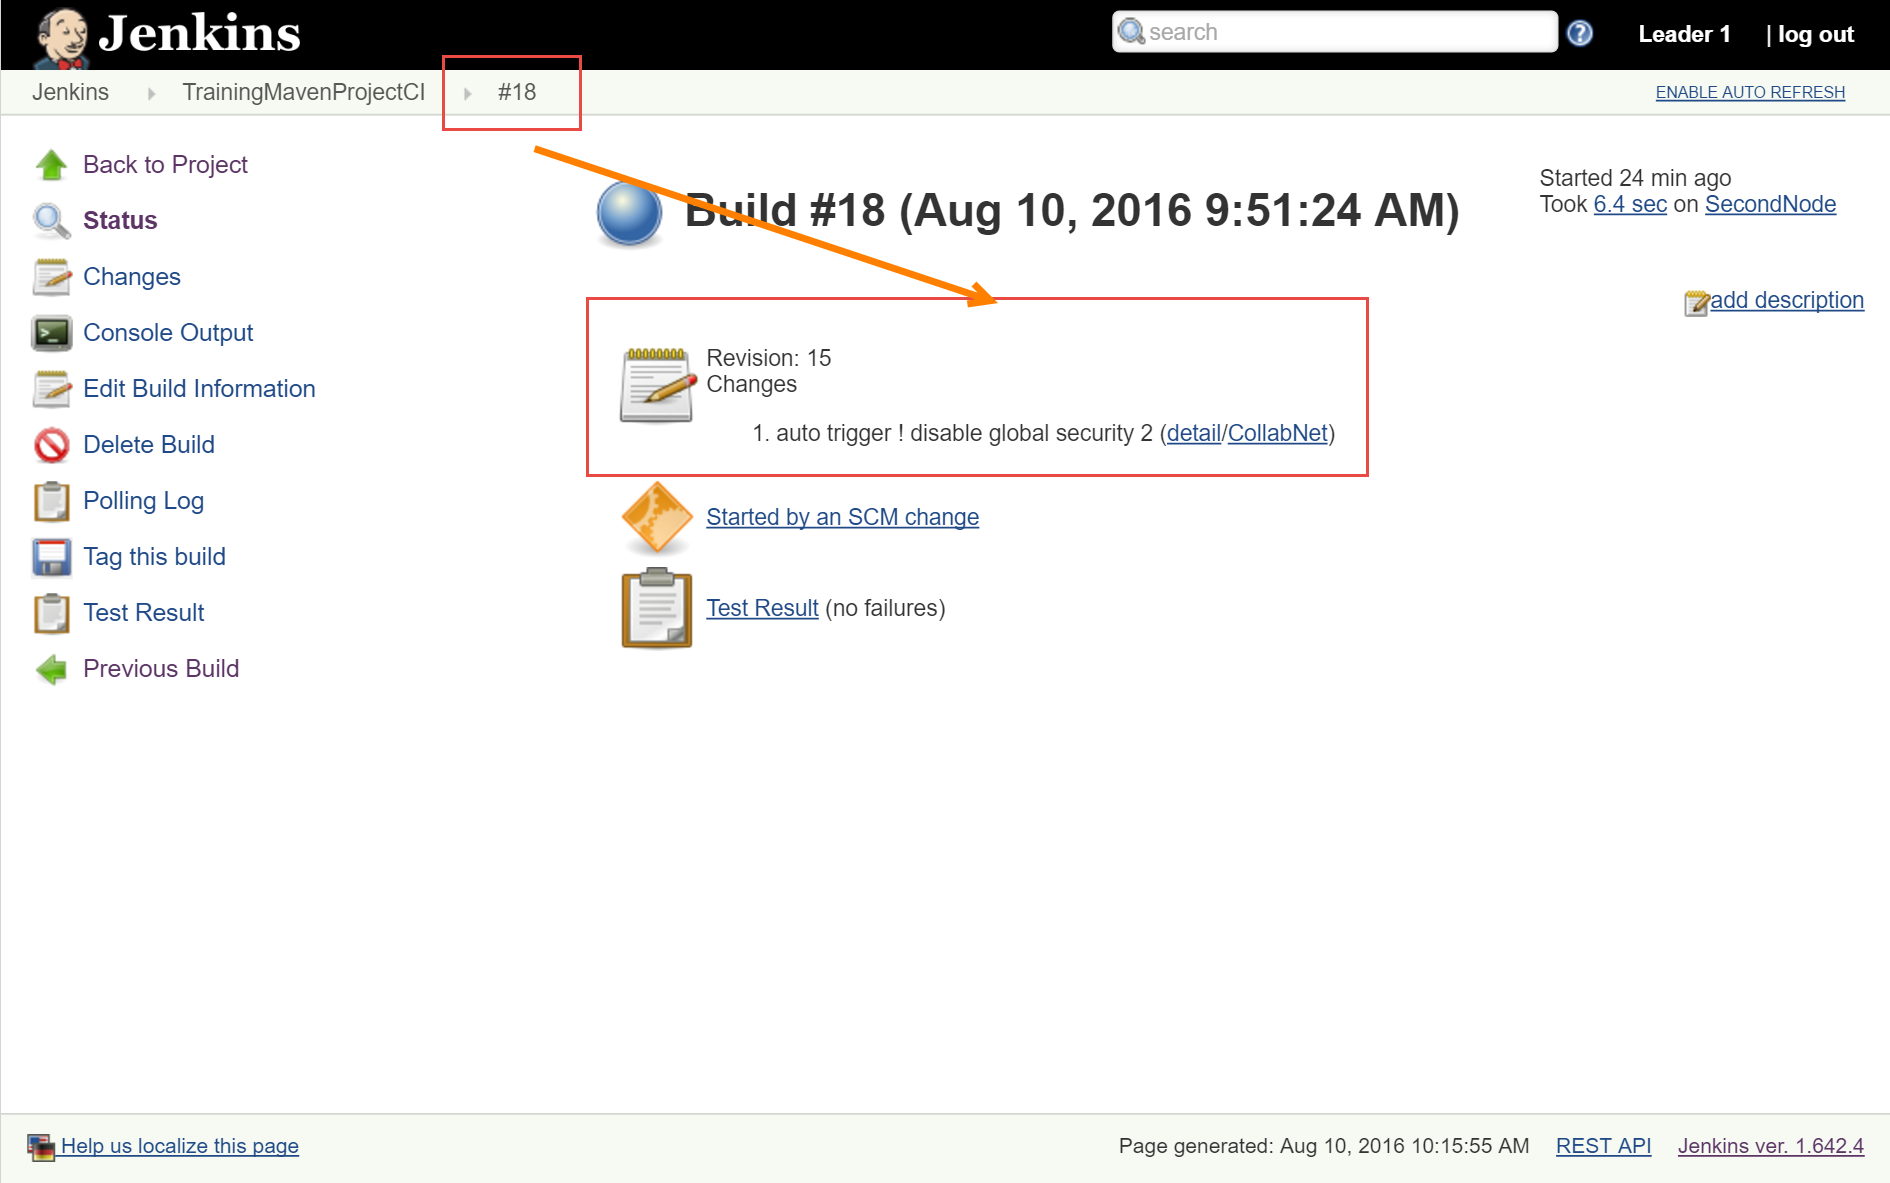 Jenkins
search
Leader 1 | log out
Jenkins TrainingMavenProjectCI #18
ENABLE AUTO REFRESH
Back to Project
Status
Changes
Console Output
Edit Build Information
Delete Build
Polling Log
Tag this build
Test Result
Previous Build
Build #18 (Aug 10, 2016 9:51:24 AM)
Started 24 min ago
Took 6.4 sec on SecondNode
add description
Revision: 15
Changes
1. auto trigger ! disable global security 2 (detail/CollabNet)
Started by an SCM change
Test Result (no failures)
Help us localize this page
Page generated: Aug 10, 2016 10:15:55 AM REST API Jenkins ver. 1.642.4